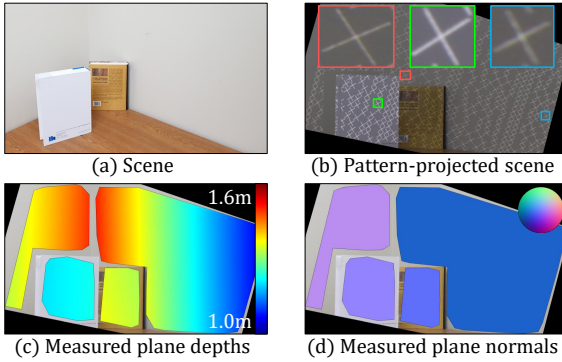 (a) Scene
(b) Pattern-projected scene
1.6m
1.0m
(c) Measured plane depths
(d) Measured plane normals